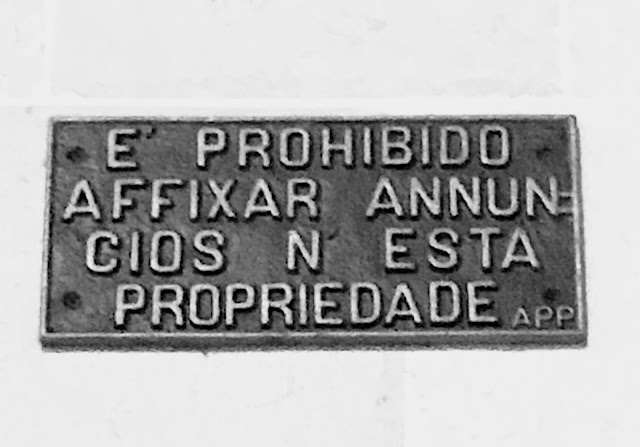 E' PROHIBIDO
AFFIXAR ANNUN=
CIOS N' ESTA
PROPRIEDADE APP